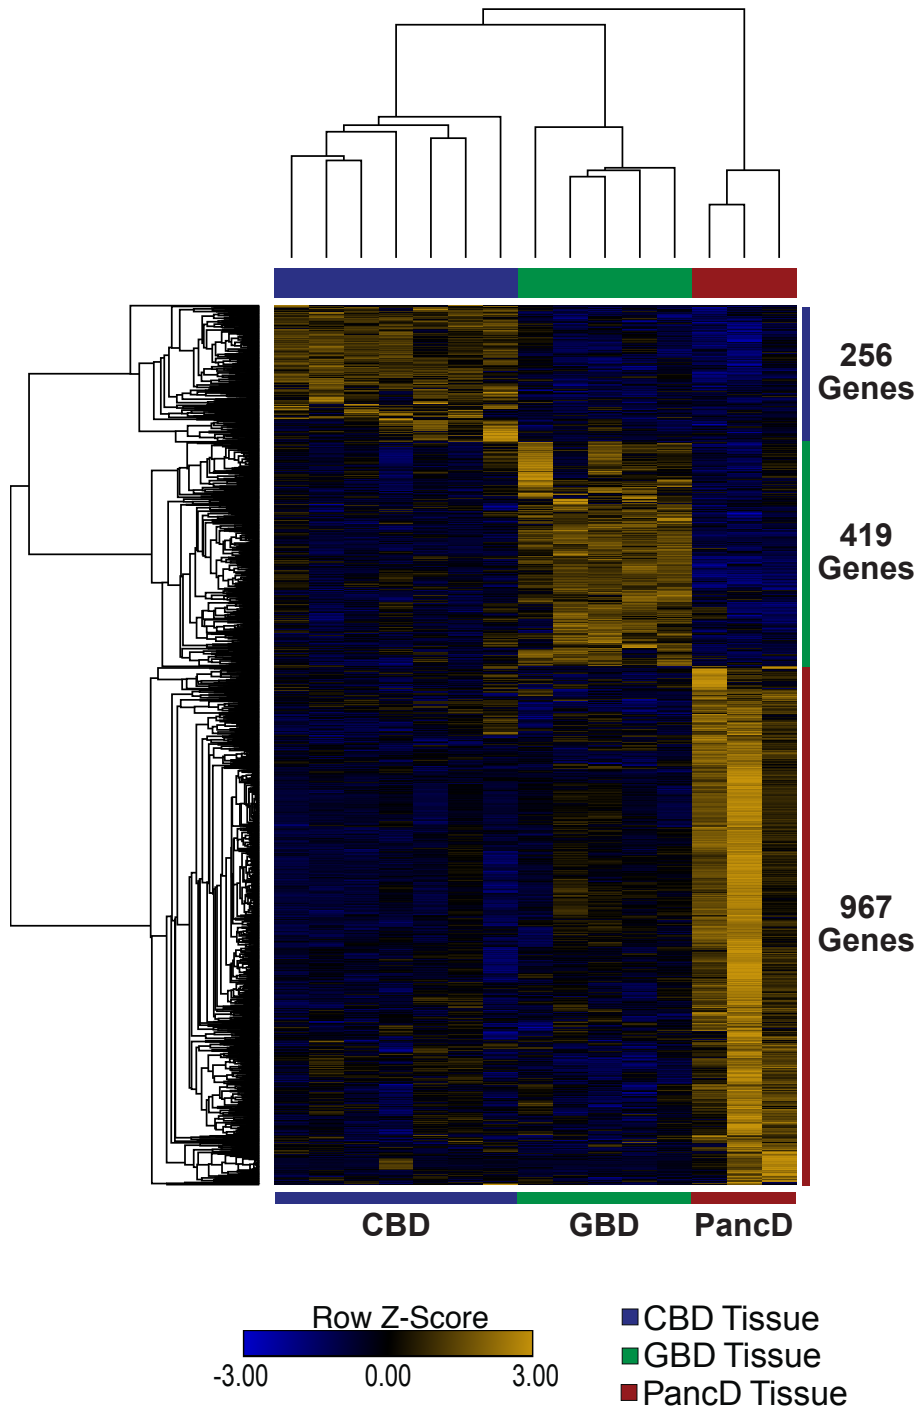 256
Genes
419
Genes
967
Genes
CBD GBD PancD
Row Z-Score
-3.00 0.00 3.00
CBD Tissue
GBD Tissue
PancD Tissue